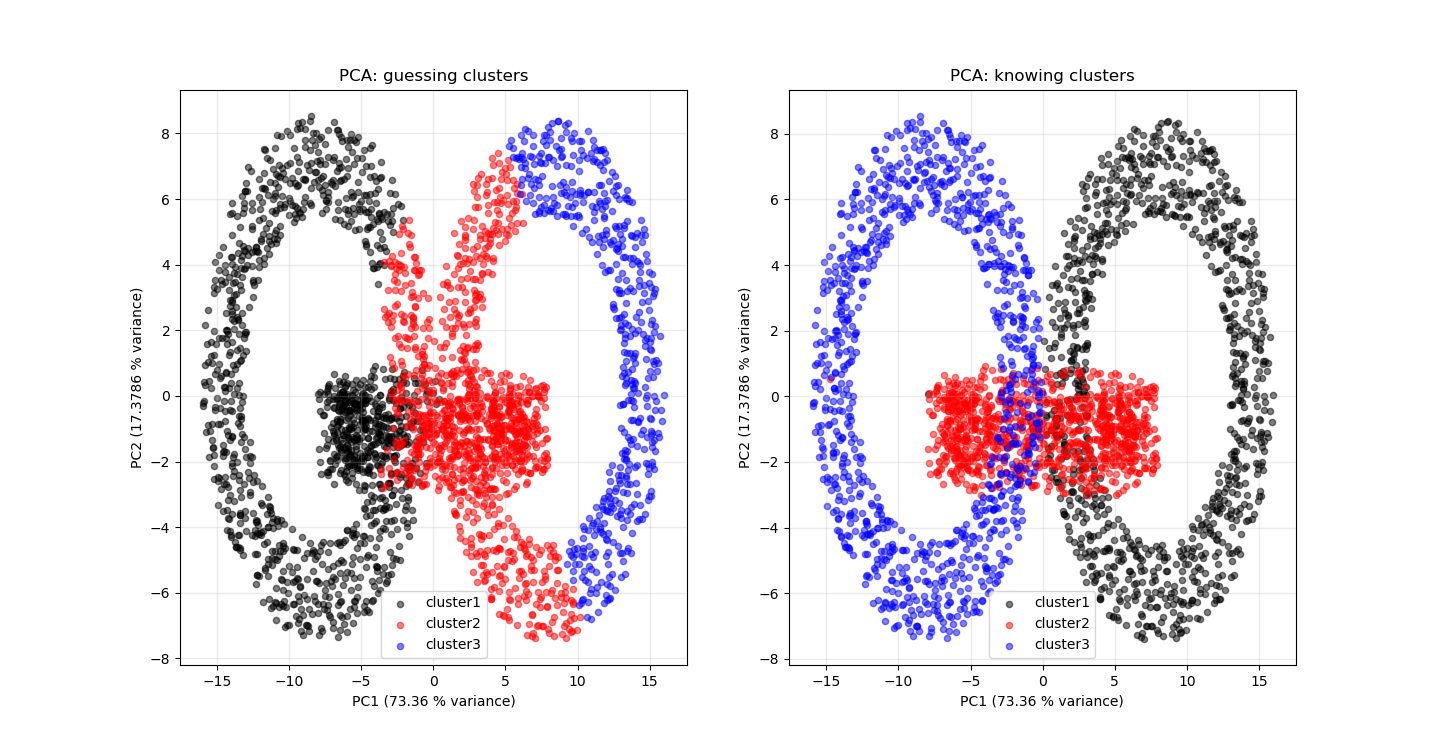 PCA: guessing clusters
PC2 (17.3786 % variance)
8
6
4
2
0
−2
−4
−6
−8
cluster1
cluster2
cluster3
−15
−10
−5
0
5
10
15
PC1 (73.36 % variance)
PCA: knowing clusters
PC2 (17.3786 % variance)
8
6
4
2
0
−2
−4
−6
−8
cluster1
cluster2
cluster3
−15
−10
−5
0
5
10
15
PC1 (73.36 % variance)